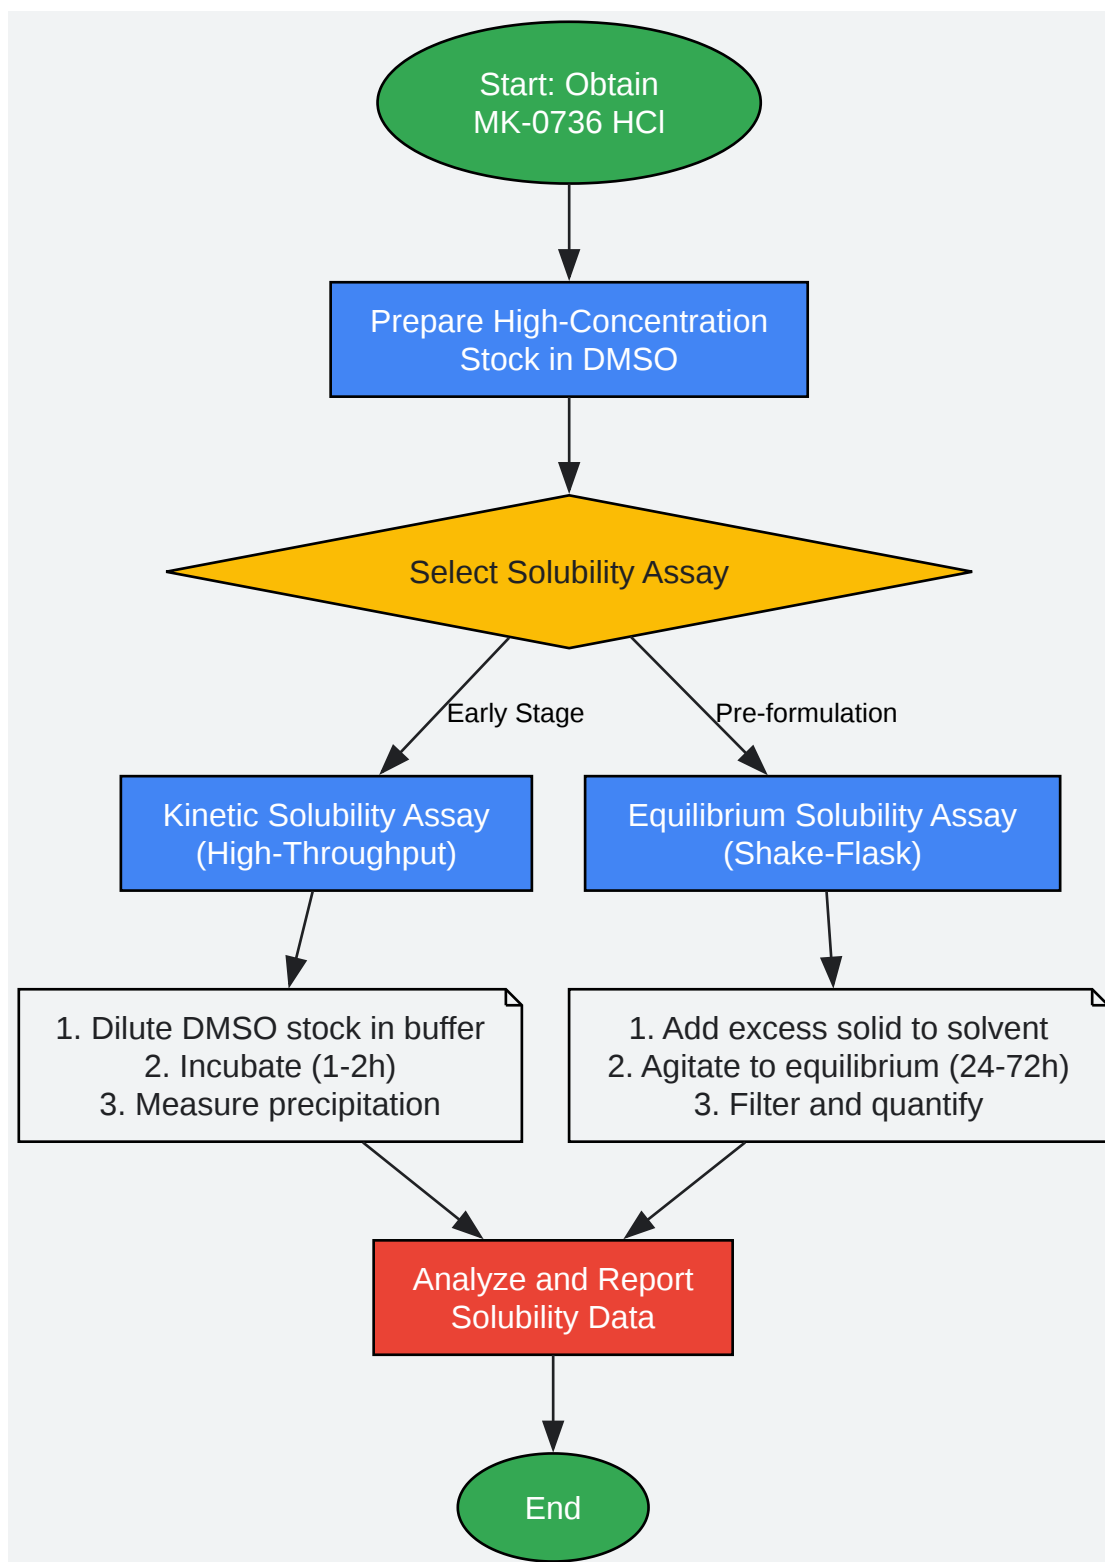 Start: Obtain
MK-0736 HCl
Prepare High-Concentration
Stock in DMSO
Select Solubility Assay
Early Stage
Pre-formulation
Kinetic Solubility Assay
(High-Throughput)
Equilibrium Solubility Assay
(Shake-Flask)
1. Dilute DMSO stock in buffer
2. Incubate (1-2h)
3. Measure precipitation
1. Add excess solid to solvent
2. Agitate to equilibrium (24-72h)
3. Filter and quantify
Analyze and Report
Solubility Data
End